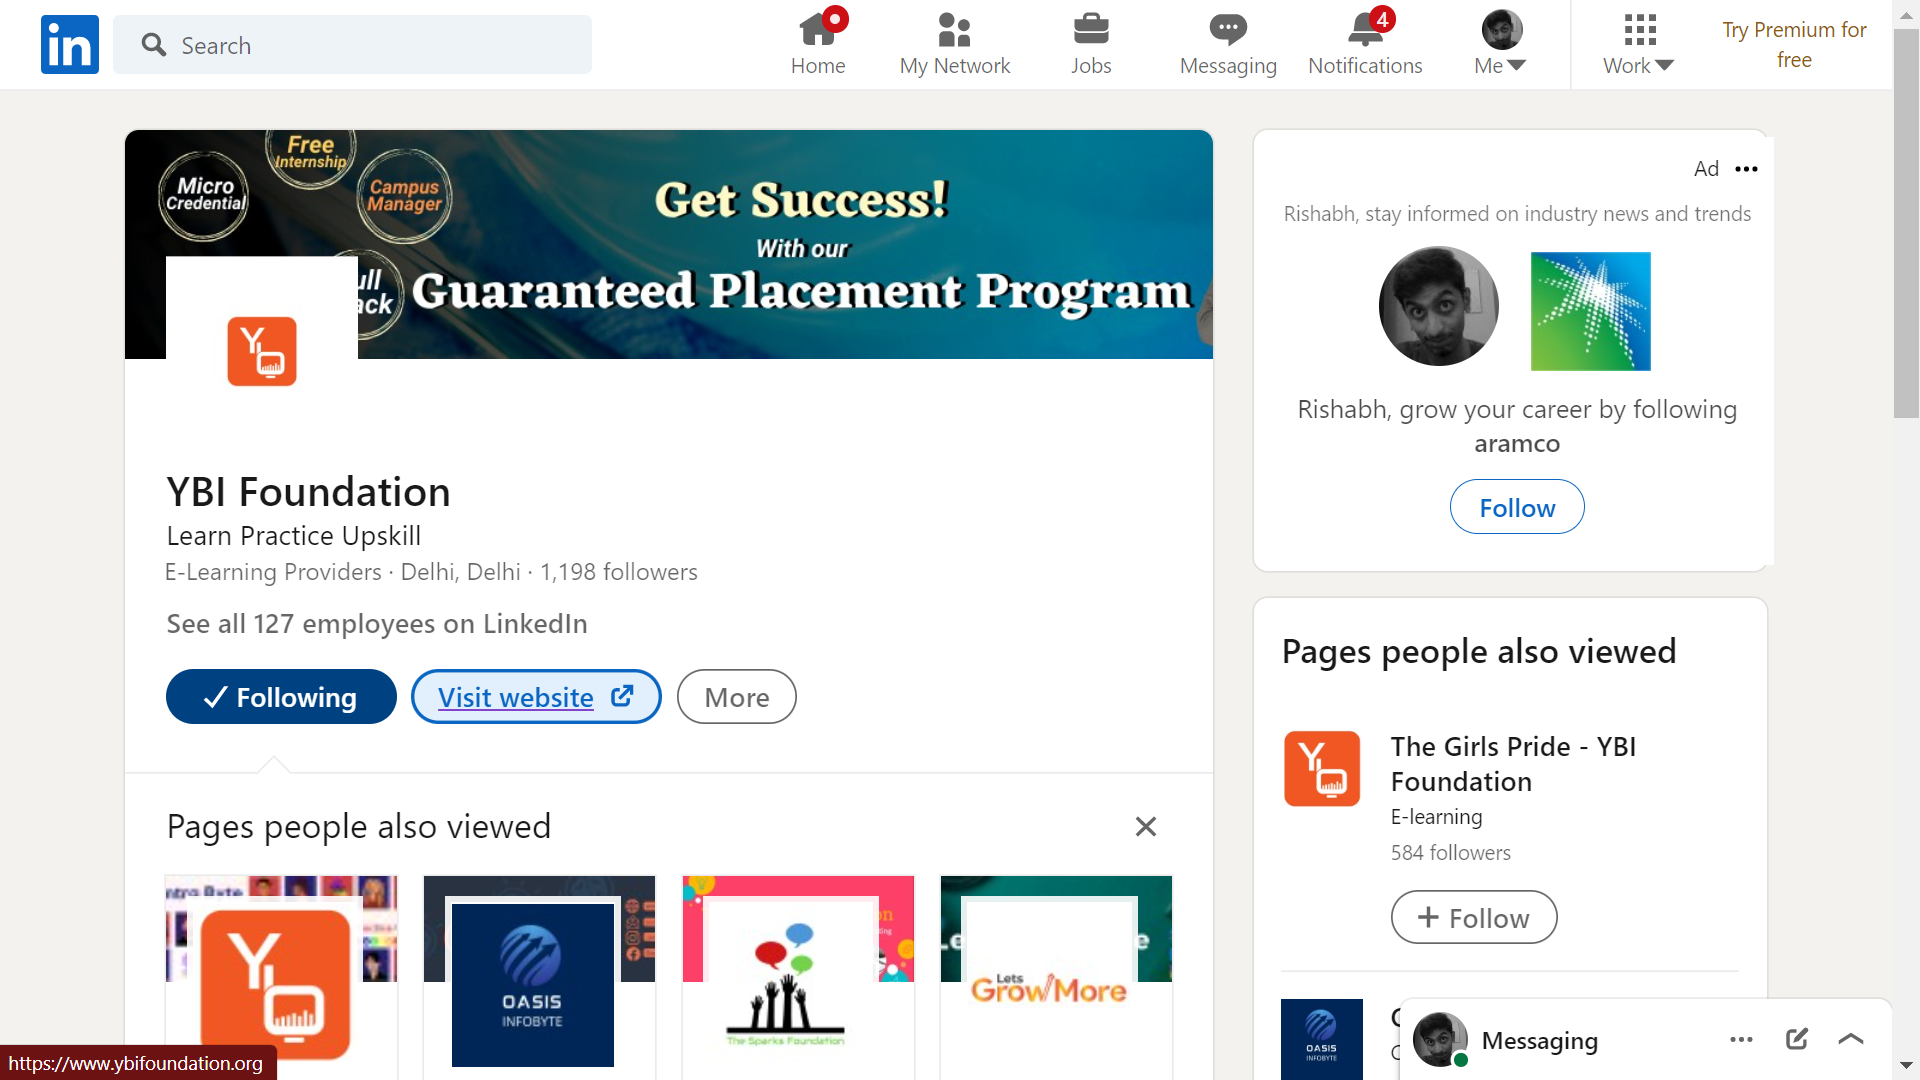 in
Search
Home
My Network
Jobs
Messaging
4
Notifications
Me
Work
Try Premium for
free
Free
Internship
Micro
Credential
Campus
Manager
Get Success!
With our
Guaranteed Placement Program
YBI Foundation
Learn Practice Upskill
E-Learning Providers · Delhi, Delhi · 1,198 followers
See all 127 employees on LinkedIn
Following
Visit website
More
Pages people also viewed
OASIS
INFOBYTE
The Sparks Foundation
Lets
GrowMore
Ad
Rishabh, stay informed on industry news and trends
Rishabh, grow your career by following
aramco
Follow
Pages people also viewed
The Girls Pride - YBI
Foundation
E-learning
584 followers
+ Follow
OASIS
INFOBYTE
Messaging
https://www.ybifoundation.org